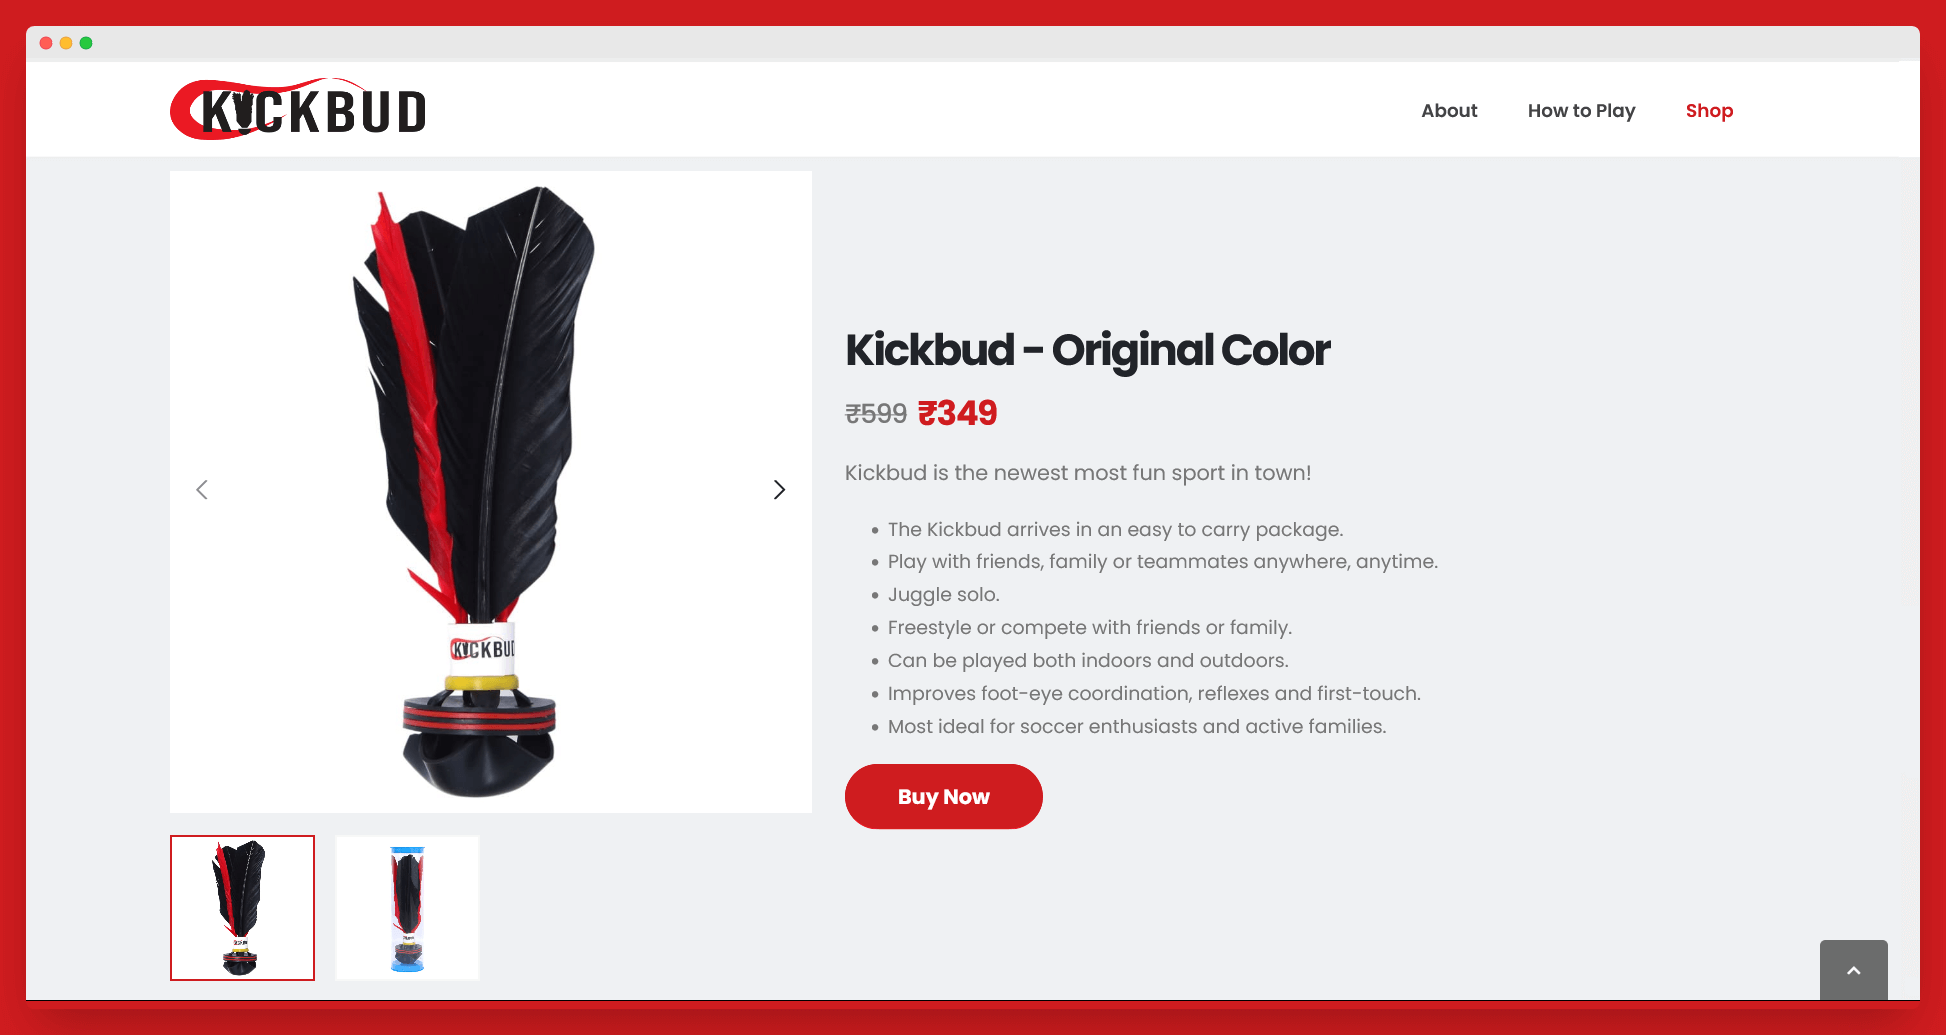 KICKBUD
About
How to Play
Shop
KICKBUD
Kickbud - Original Color
₹599 ₹349
Kickbud is the newest most fun sport in town!
• The Kickbud arrives in an easy to carry package.
• Play with friends, family or teammates anywhere, anytime.
• Juggle solo.
• Freestyle or compete with friends or family.
• Can be played both indoors and outdoors.
• Improves foot-eye coordination, reflexes and first-touch.
• Most ideal for soccer enthusiasts and active families.
Buy Now